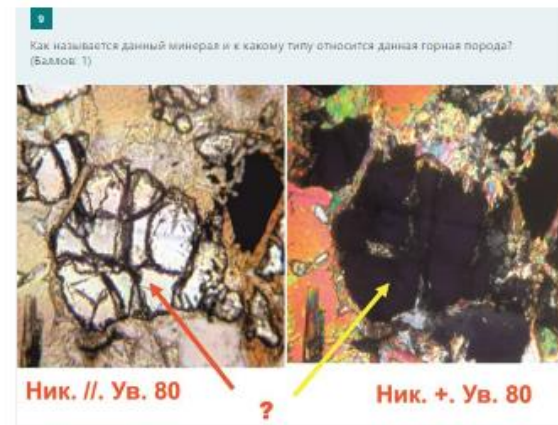 9
Как называется данный минерал и к какому типу относится данная горная порода?
(Баллов: 1)
Ник. //. Ув. 80
?
Ник. +. Ув. 80